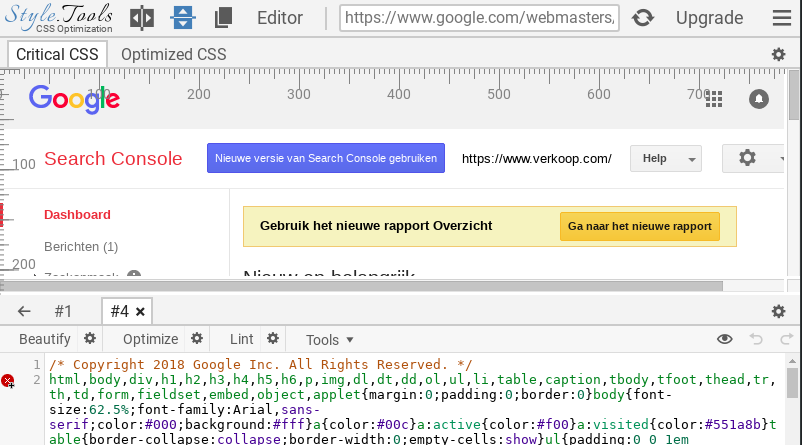 Style.Tools
CSS Optimization
Editor
https://www.google.com/webmasters,
Upgrade
Critical CSS
Optimized CSS
100 200 300 400 500 600 700
Google
100
Search Console
Nieuwe versie van Search Console gebruiken
https://www.verkoop.com/
Help
Dashboard
Gebruik het nieuwe rapport Overzicht
Ga naar het nieuwe rapport
Berichten (1)
200
Zoekopmaak
Nieuw en belangrijk
#1
#4
Beautify
Optimize
Lint
Tools
1 /* Copyright 2018 Google Inc. All Rights Reserved. */
2 html,body,div,h1,h2,h3,h4,h5,h6,p,img,dl,dt,dd,ol,ul,li,table,caption,tbody,tfoot,thead,tr,
th,td,form,fieldset,embed,object,applet{margin:0;padding:0;border:0}body{font-
size:62.5%;font-family:Arial,sans-
serif;color:#000;background:#fff}a{color:#00c}a:active{color:#f00}a:visited{color:#551a8b}t
able{border-collapse:collapse;border-width:0;empty-cells:show}ul{padding:0 0 1em